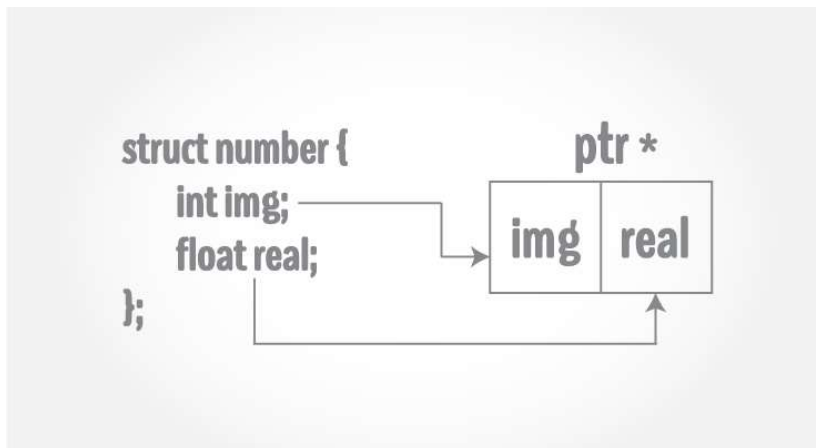 struct number {
int img;
float real;
};
ptr *
img
real